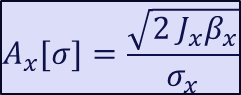 A_x[σ] = √(2 J_x β_x) / σ_x